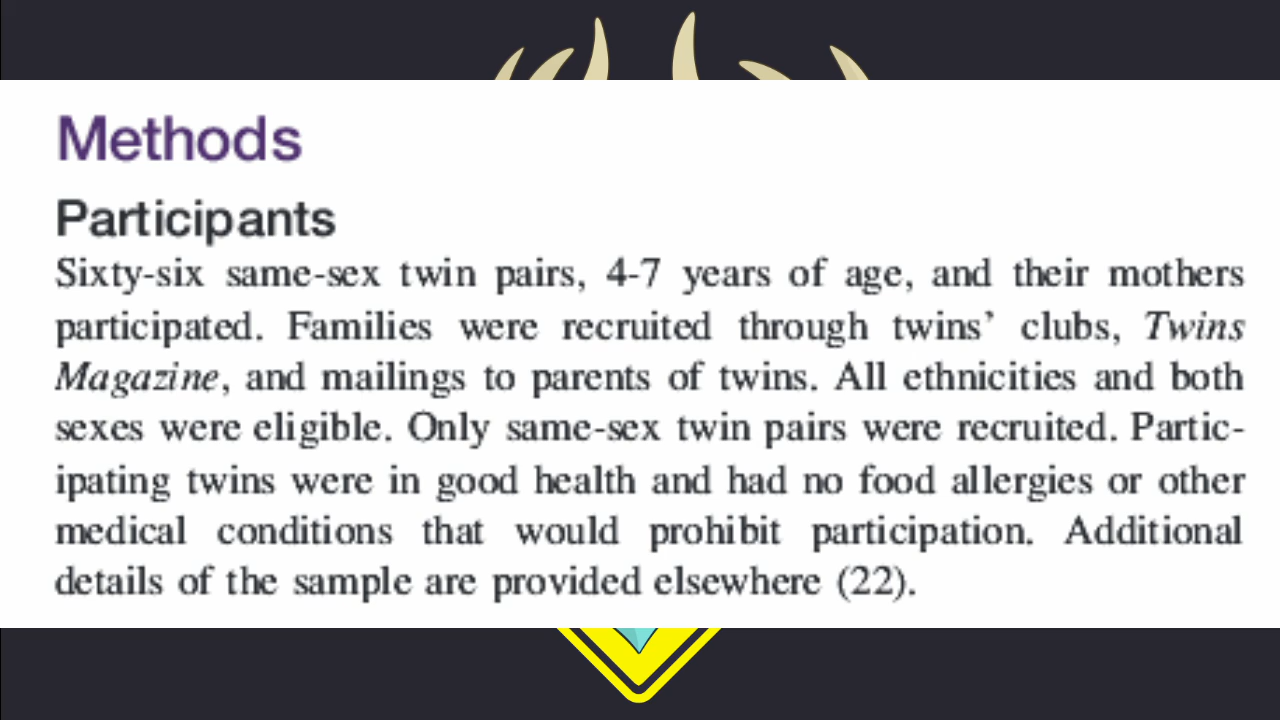 Methods
Participants
Sixty-six same-sex twin pairs, 4-7 years of age, and their mothers
participated. Families were recruited through twins’ clubs, Twins
Magazine, and mailings to parents of twins. All ethnicities and both
sexes were eligible. Only same-sex twin pairs were recruited. Partic-
ipating twins were in good health and had no food allergies or other
medical conditions that would prohibit participation. Additional
details of the sample are provided elsewhere (22).